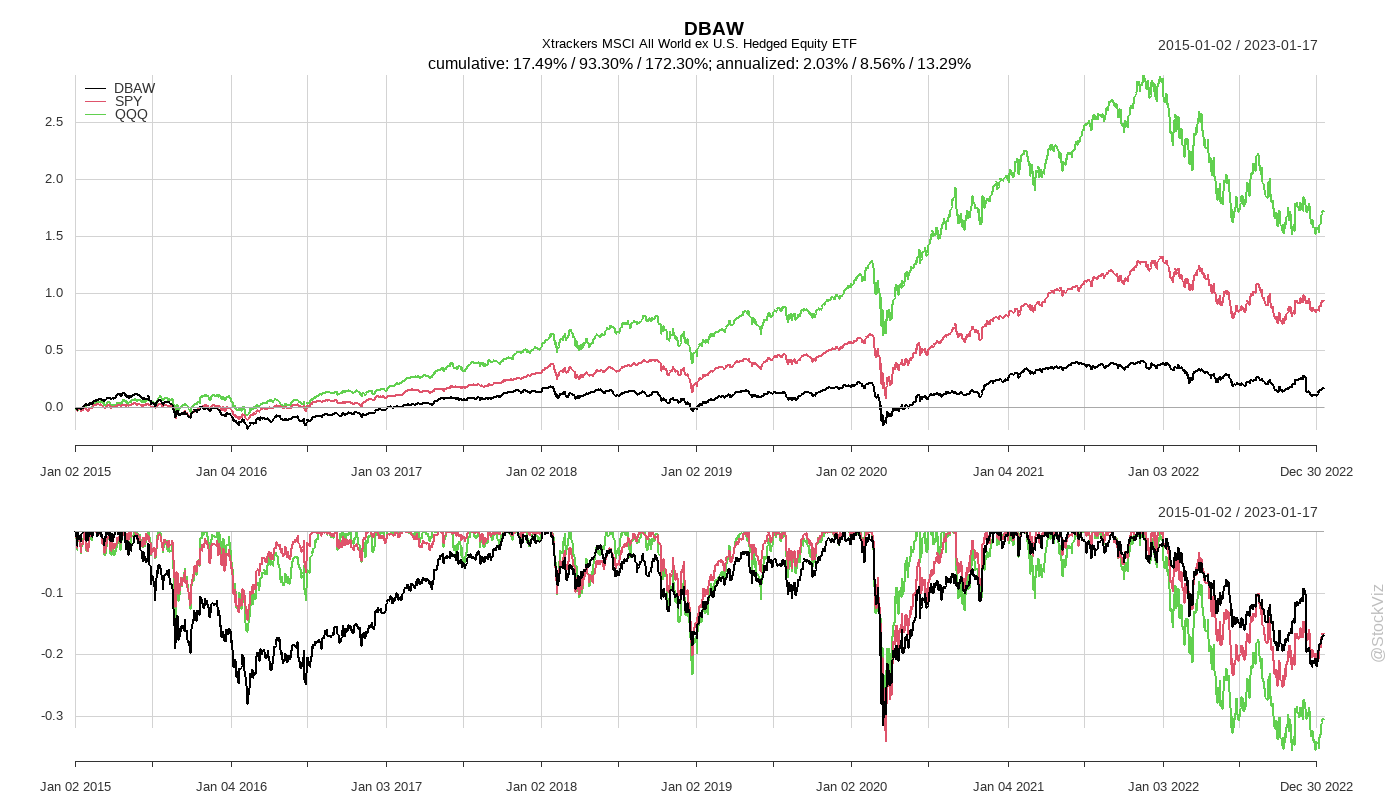 DBAW
Xtrackers MSCI All World ex U.S. Hedged Equity ETF
2015-01-02 / 2023-01-17
cumulative: 17.49% / 93.30% / 172.30%; annualized: 2.03% / 8.56% / 13.29%
DBAW
SPY
QQQ
2.5
2.0
1.5
1.0
0.5
0.0
Jan 02 2015 Jan 04 2016 Jan 03 2017 Jan 02 2018 Jan 02 2019 Jan 02 2020 Jan 04 2021 Jan 03 2022 Dec 30 2022
2015-01-02 / 2023-01-17
-0.1
-0.2
-0.3
Jan 02 2015 Jan 04 2016 Jan 03 2017 Jan 02 2018 Jan 02 2019 Jan 02 2020 Jan 04 2021 Jan 03 2022 Dec 30 2022
@StockViz